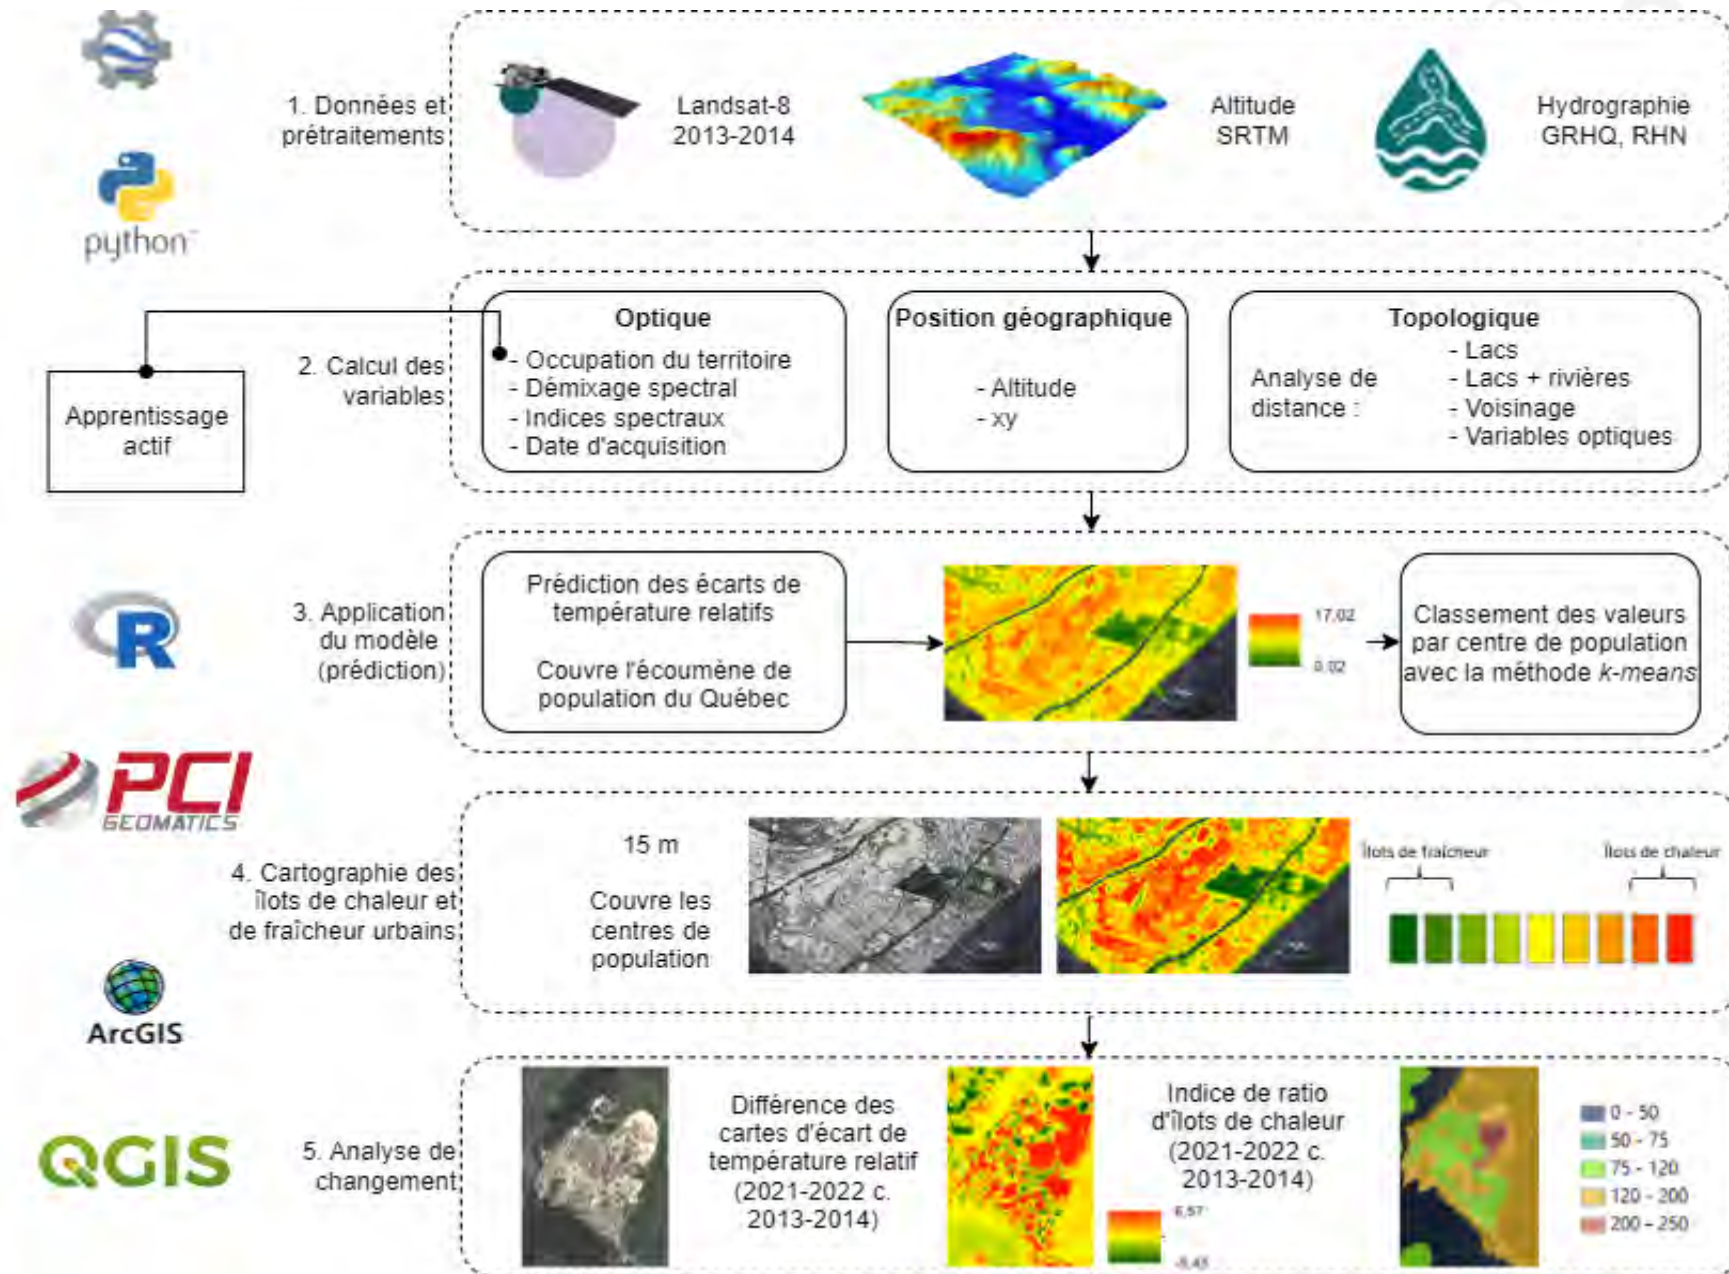 python™
1. Données et
prétraitements
Landsat-8
2013-2014
Altitude
SRTM
Hydrographie
GRHQ, RHN
Apprentissage
actif
2. Calcul des
variables
Optique
- Occupation du territoire
- Démixage spectral
- Indices spectraux
- Date d'acquisition
Position géographique
- Altitude
- xy
Topologique
Analyse de
distance :
- Lacs
- Lacs + rivières
- Voisinage
- Variables optiques
R
3. Application
du modèle
(prédiction)
Prédiction des écarts de
température relatifs
Couvre l'écoumène de
population du Québec
17,02
0,02
Classement des valeurs
par centre de population
avec la méthode k-means
PCI
GEOMATICS
4. Cartographie des
îlots de chaleur et
de fraîcheur urbains
15 m
Couvre les
centres de
population
Îlots de fraîcheur
Îlots de chaleur
ArcGIS
QGIS
5. Analyse de
changement
Différence des
cartes d'écart de
température relatif
(2021-2022 c.
2013-2014)
6,57
Indice de ratio
d'îlots de chaleur
(2021-2022 c.
2013-2014)
0 - 50
50 - 75
75 - 120
120 - 200
200 - 250